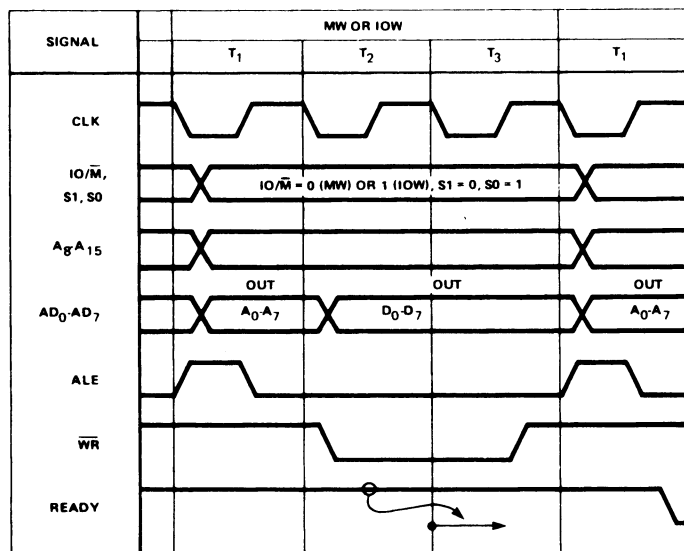 SIGNAL
MW OR IOW
T1 T2 T3 T1
CLK
IO/M̅,
S1, S0
IO/M̅ = 0 (MW) OR 1 (IOW), S1 = 0, S0 = 1
A8-A15
OUT OUT OUT
AD0-AD7
A0-A7 D0-D7 A0-A7
ALE
W̅R̅
READY